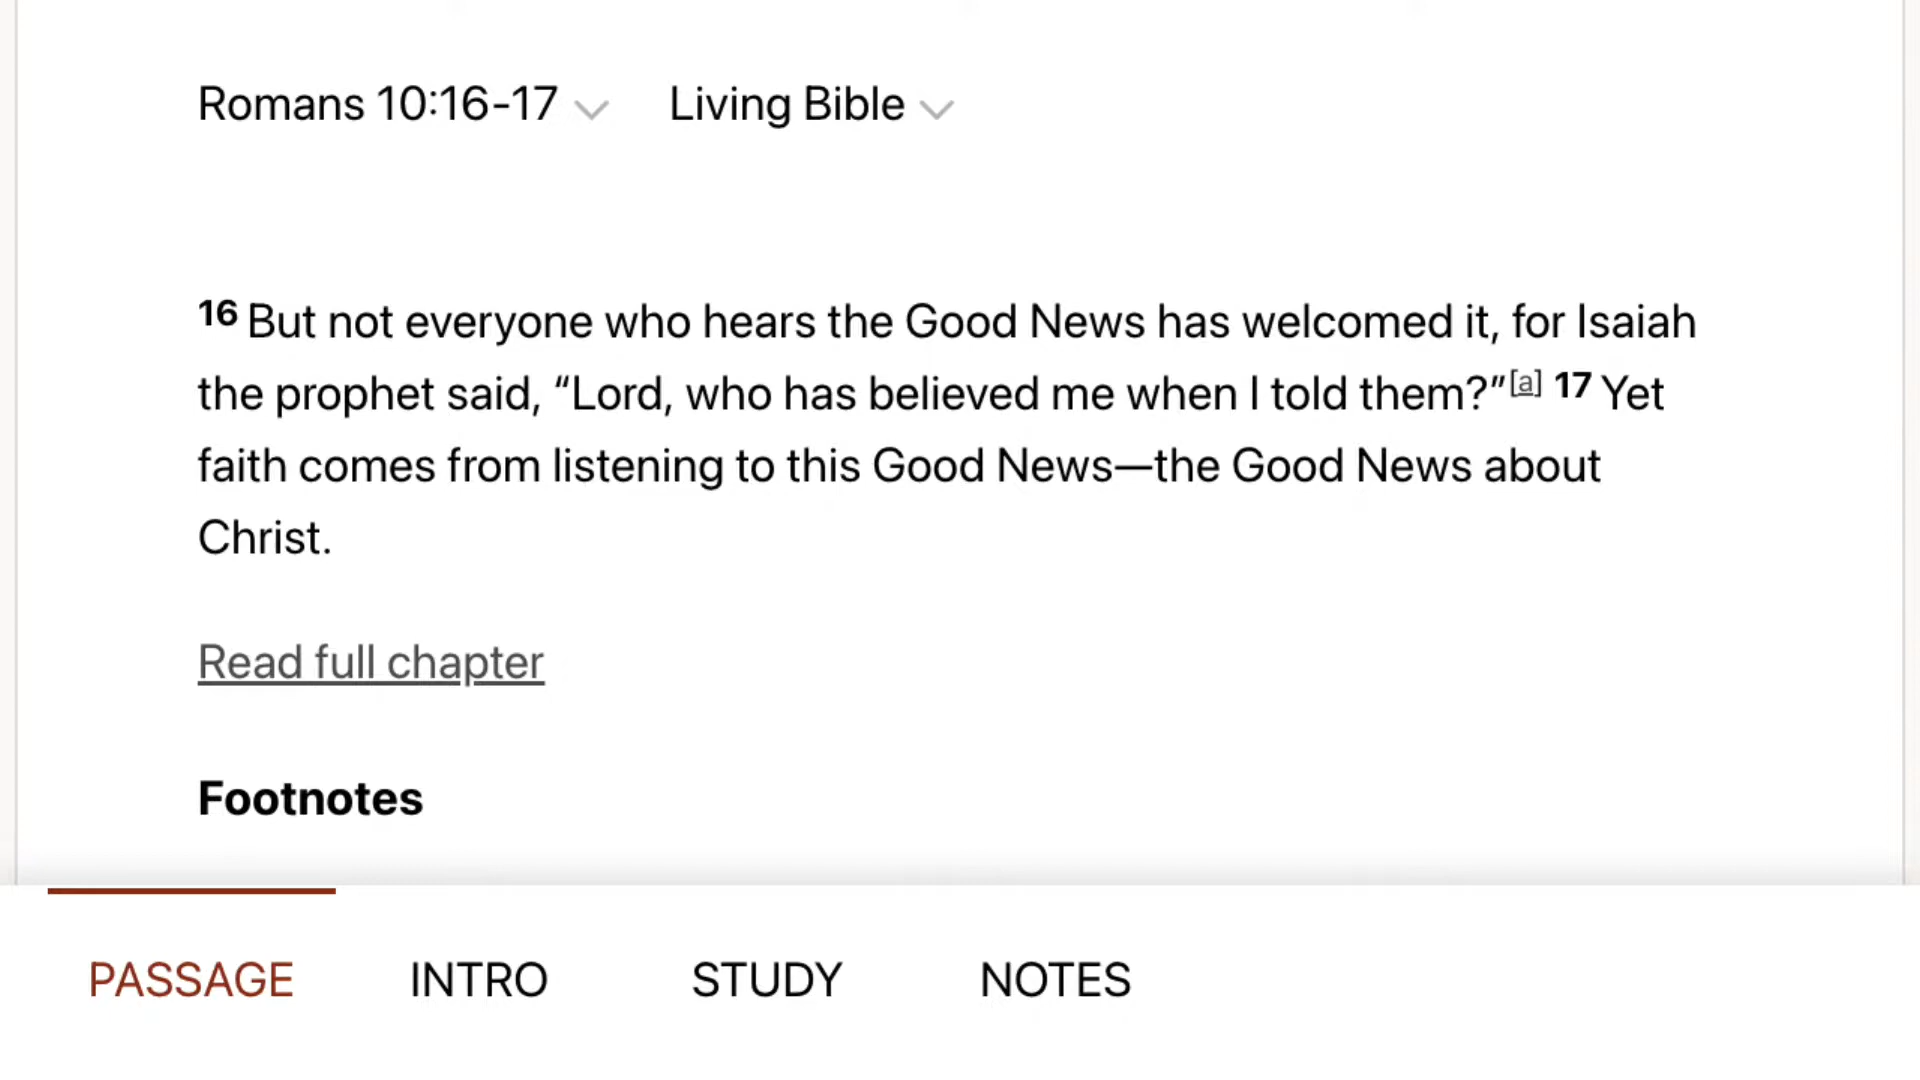 Romans 10:16-17 Living Bible
16 But not everyone who hears the Good News has welcomed it, for Isaiah
the prophet said, “Lord, who has believed me when I told them?”[a] 17 Yet
faith comes from listening to this Good News—the Good News about
Christ.
Read full chapter
Footnotes
PASSAGE INTRO STUDY NOTES